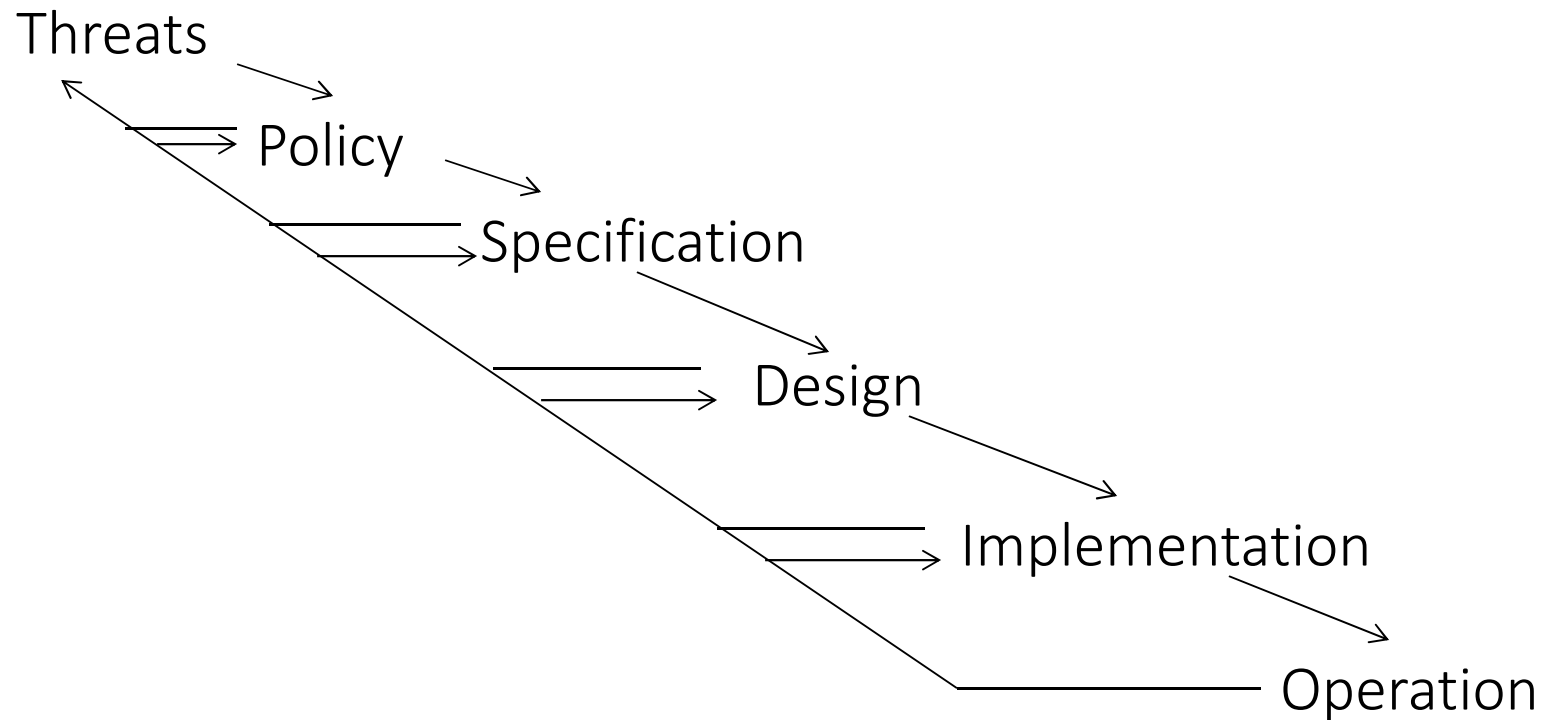 Threats
Policy
Specification
Design
Implementation
Operation